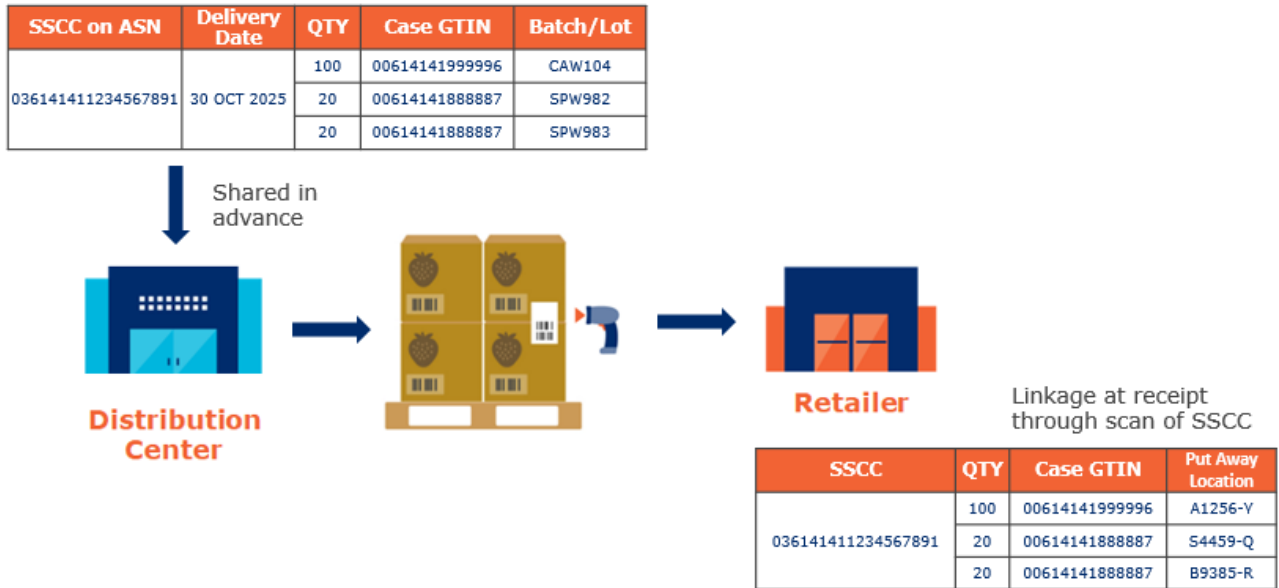 SSCC on ASN Delivery Date QTY Case GTIN Batch/Lot
036141411234567891 30 OCT 2025 100 00614141999996 CAW104
20 00614141888887 SPW982
20 00614141888887 SPW983
Shared in
advance
Distribution
Center
Retailer
Linkage at receipt
through scan of SSCC
SSCC QTY Case GTIN Put Away Location
036141411234567891 100 00614141999996 A1256-Y
20 00614141888887 S4459-Q
20 00614141888887 B9385-R